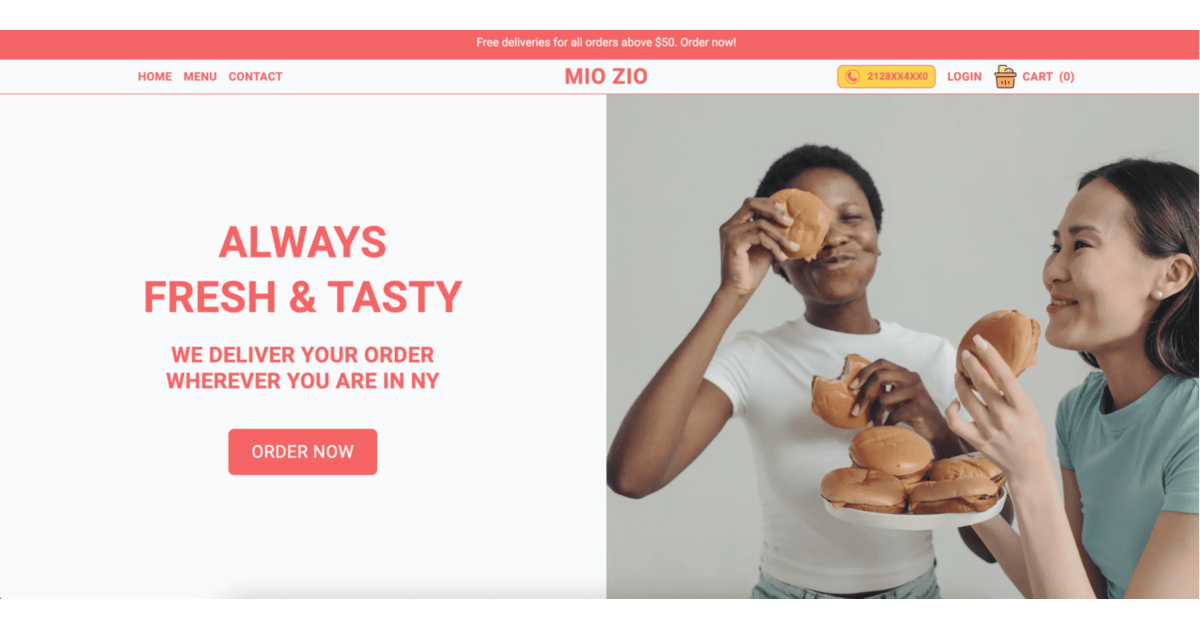 Free deliveries for all orders above $50. Order now!
HOME MENU CONTACT
MIO ZIO
2128XX4XX0
LOGIN
CART (0)
ALWAYS
FRESH & TASTY
WE DELIVER YOUR ORDER
WHEREVER YOU ARE IN NY
ORDER NOW